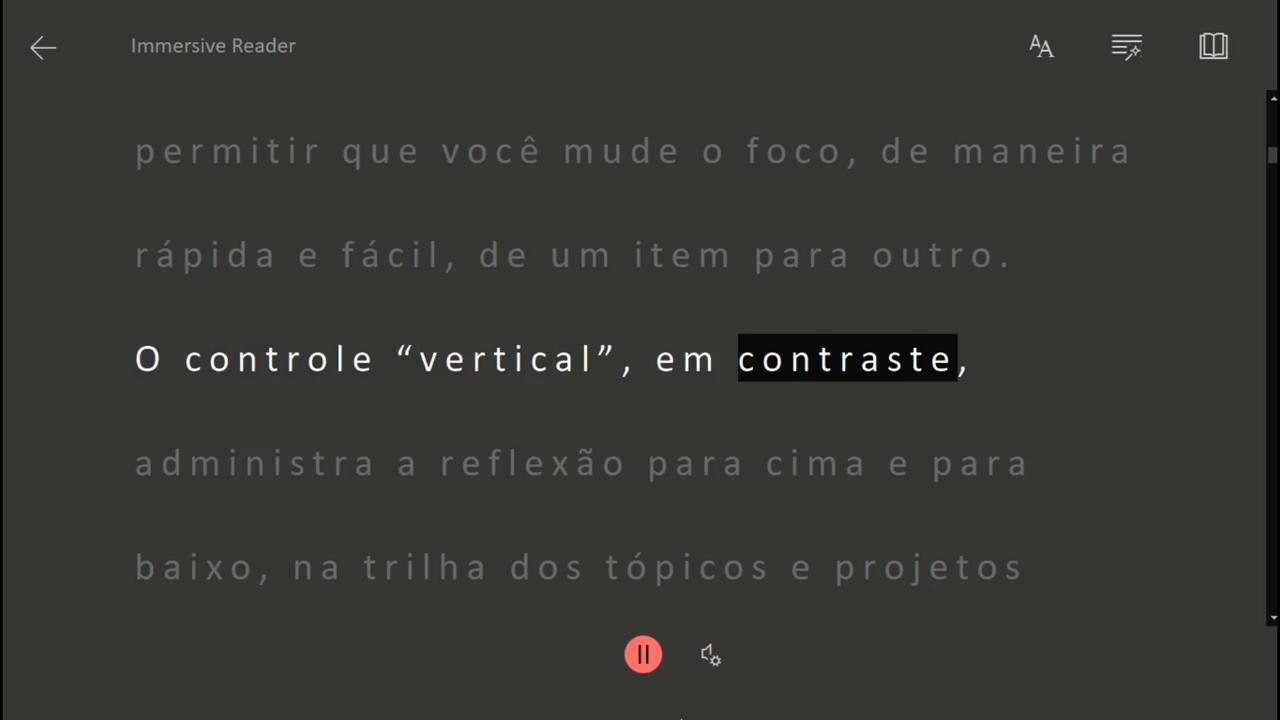 Immersive Reader
permitir que você mude o foco, de maneira
rápida e fácil, de um item para outro.
O controle “vertical”, em contraste,
administra a reflexão para cima e para
baixo, na trilha dos tópicos e projetos